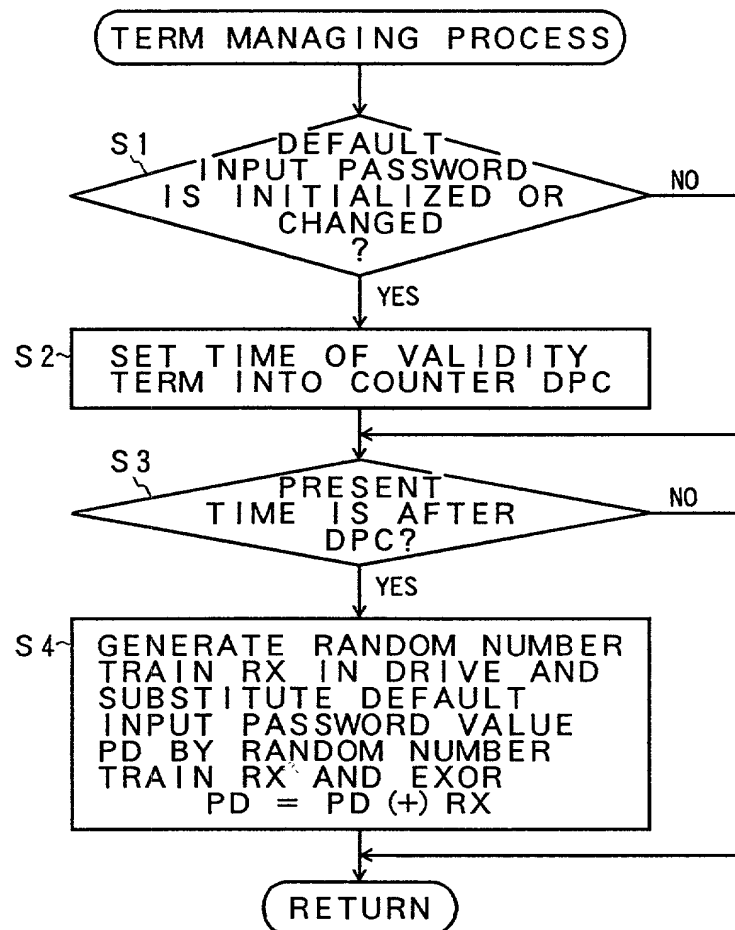 TERM MANAGING PROCESS
S1
DEFAULT
INPUT PASSWORD
IS INITIALIZED OR
CHANGED
?
NO
YES
S2
SET TIME OF VALIDITY
TERM INTO COUNTER DPC
S3
PRESENT
TIME IS AFTER
DPC?
NO
YES
S4
GENERATE RANDOM NUMBER
TRAIN RX IN DRIVE AND
SUBSTITUTE DEFAULT
INPUT PASSWORD VALUE
PD BY RANDOM NUMBER
TRAIN RX AND EXOR
PD = PD (+) RX
RETURN